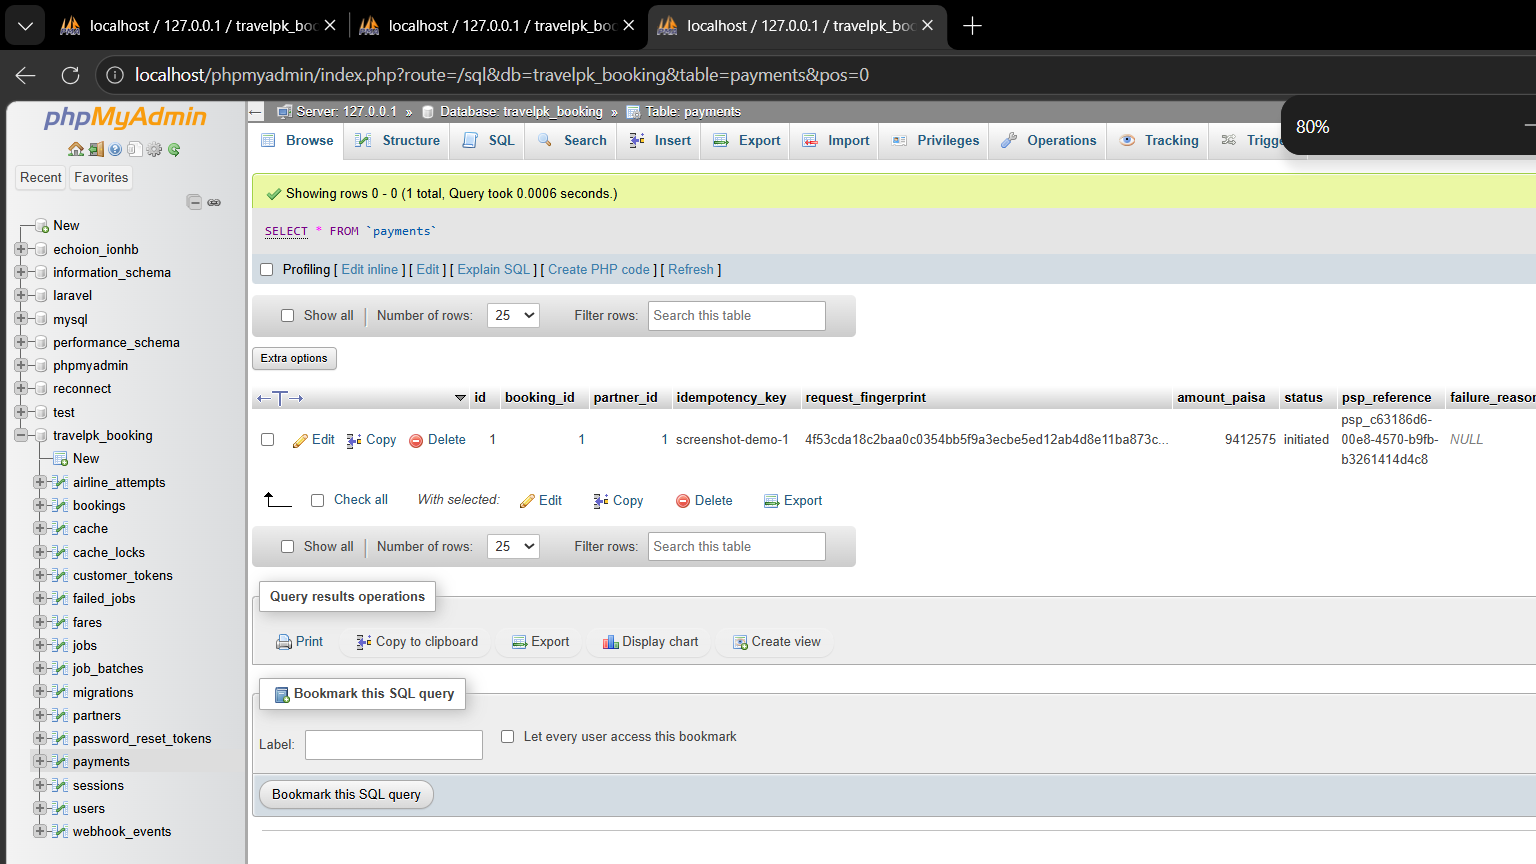 localhost / 127.0.0.1 / travelpk_boo
localhost / 127.0.0.1 / travelpk_boo
localhost / 127.0.0.1 / travelpk_boo
localhost/phpmyadmin/index.php?route=/sql&db=travelpk_booking&table=payments&pos=0
80%
phpMyAdmin
Recent Favorites
New
echoion_ionhb
information_schema
laravel
mysql
performance_schema
phpmyadmin
reconnect
test
travelpk_booking
New
airline_attempts
bookings
cache
cache_locks
customer_tokens
failed_jobs
fares
jobs
job_batches
migrations
partners
password_reset_tokens
payments
sessions
users
webhook_events
Server: 127.0.0.1 » Database: travelpk_booking » Table: payments
Browse Structure SQL Search Insert Export Import Privileges Operations Tracking Trigge
Showing rows 0 - 0 (1 total, Query took 0.0006 seconds.)
SELECT * FROM `payments`
Profiling [ Edit inline ] [ Edit ] [ Explain SQL ] [ Create PHP code ] [ Refresh ]
Show all Number of rows: 25 Filter rows: Search this table
Extra options
id booking_id partner_id idempotency_key request_fingerprint amount_paisa status psp_reference failure_reason
Edit Copy Delete 1 1 1 screenshot-demo-1 4f53cda18c2baa0c0354bb5f9a3ecbe5ed12ab4d8e11ba873c... 9412575 initiated psp_c63186d6-
00e8-4570-b9fb-
b3261414d4c8 NULL
Check all With selected: Edit Copy Delete Export
Show all Number of rows: 25 Filter rows: Search this table
Query results operations
Print Copy to clipboard Export Display chart Create view
Bookmark this SQL query
Label: Let every user access this bookmark
Bookmark this SQL query